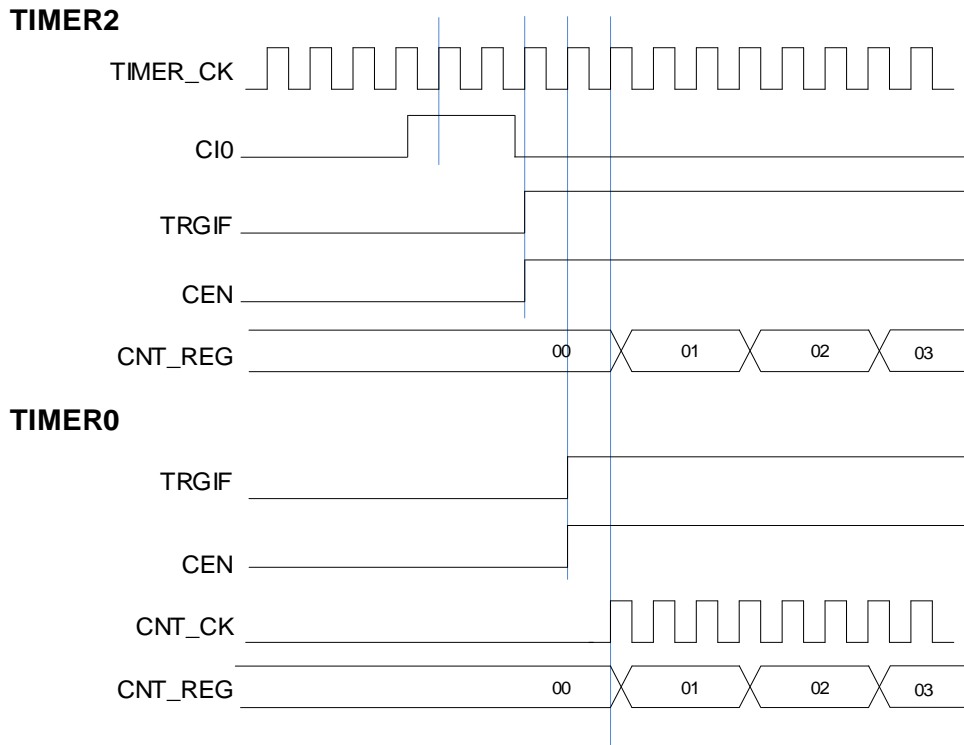 TIMER2
TIMER_CK
CI0
TRGIF
CEN
CNT_REG 00 01 02 03
TIMER0
TRGIF
CEN
CNT_CK
CNT_REG 00 01 02 03